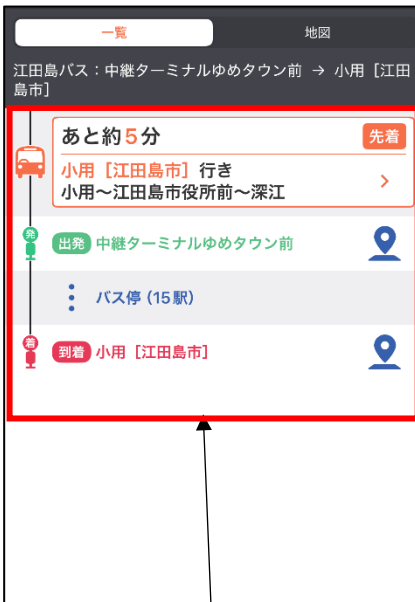 一覧
地図
江田島バス：中継ターミナルゆめタウン前 → 小用［江田
島市］
あと約5分
先着
小用［江田島市］行き
小用～江田島市役所前～深江
発
出発 中継ターミナルゆめタウン前
バス停 (15駅)
着
到着 小用［江田島市］